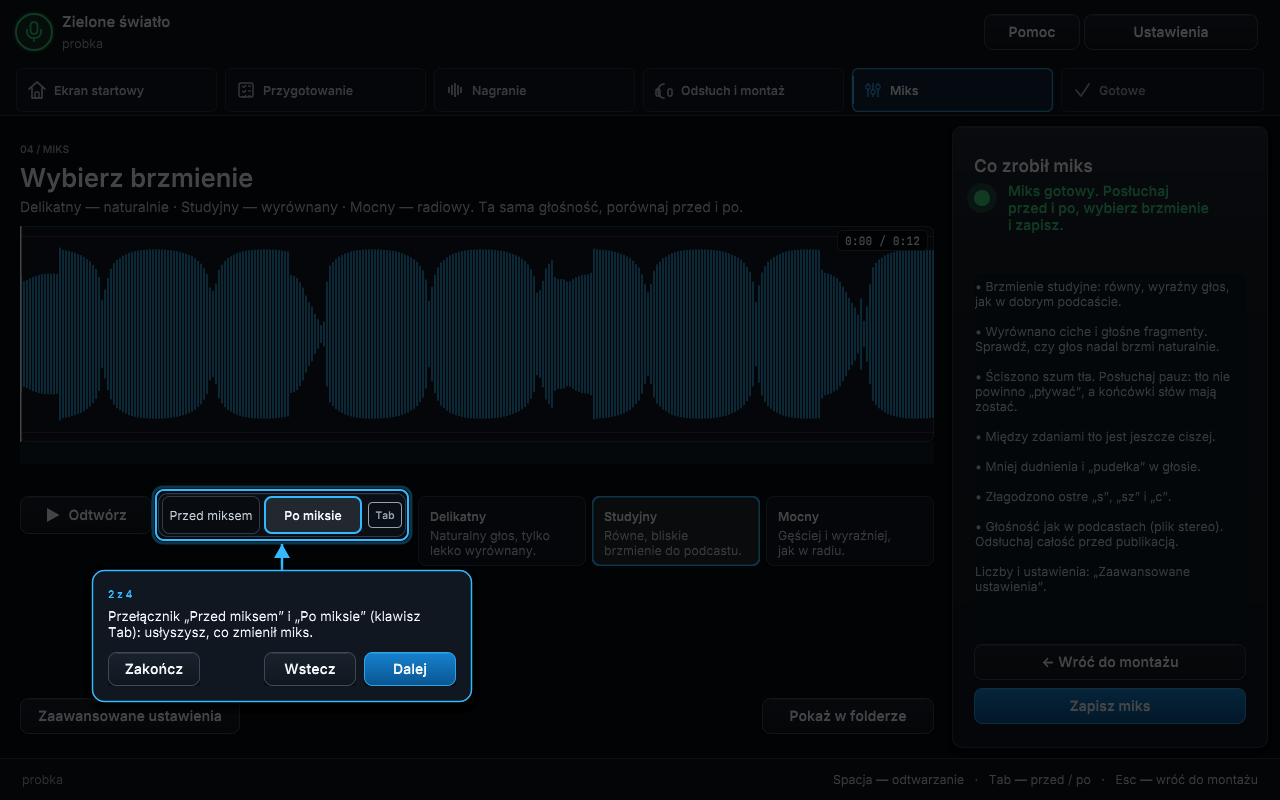 Zielone światło
probka
Pomoc
Ustawienia
Ekran startowy
Przygotowanie
Nagranie
Odsłuch i montaż
Miks
Gotowe
04 / MIKS
Wybierz brzmienie
Delikatny — naturalnie · Studyjny — wyrównany · Mocny — radiowy. Ta sama głośność, porównaj przed i po.
0:00 / 0:12
Odtwórz
Przed miksem
Po miksie
Tab
Delikatny
Naturalny głos, tylko
lekko wyrównany.
Studyjny
Równe, bliskie
brzmienie do podcastu.
Mocny
Gęściej i wyraźniej,
jak w radiu.
2 z 4
Przełącznik „Przed miksem” i „Po miksie” (klawisz
Tab): usłyszysz, co zmienił miks.
Zakończ
Wstecz
Dalej
Zaawansowane ustawienia
Pokaż w folderze
Co zrobił miks
Miks gotowy. Posłuchaj
przed i po, wybierz brzmienie
i zapisz.
• Brzmienie studyjne: równy, wyraźny głos,
jak w dobrym podcaście.
• Wyrównano ciche i głośne fragmenty.
Sprawdź, czy głos nadal brzmi naturalnie.
• Ściszono szum tła. Posłuchaj pauz: tło nie
powinno „pływać”, a końcówki słów mają
zostać.
• Między zdaniami tło jest jeszcze ciszej.
• Mniej dudnienia i „pudełka” w głosie.
• Złagodzono ostre „s”, „sz” i „c”.
• Głośność jak w podcastach (plik stereo).
Odsłuchaj całość przed publikacją.
Liczby i ustawienia: „Zaawansowane
ustawienia”.
← Wróć do montażu
Zapisz miks
probka
Spacja — odtwarzanie · Tab — przed / po · Esc — wróć do montażu